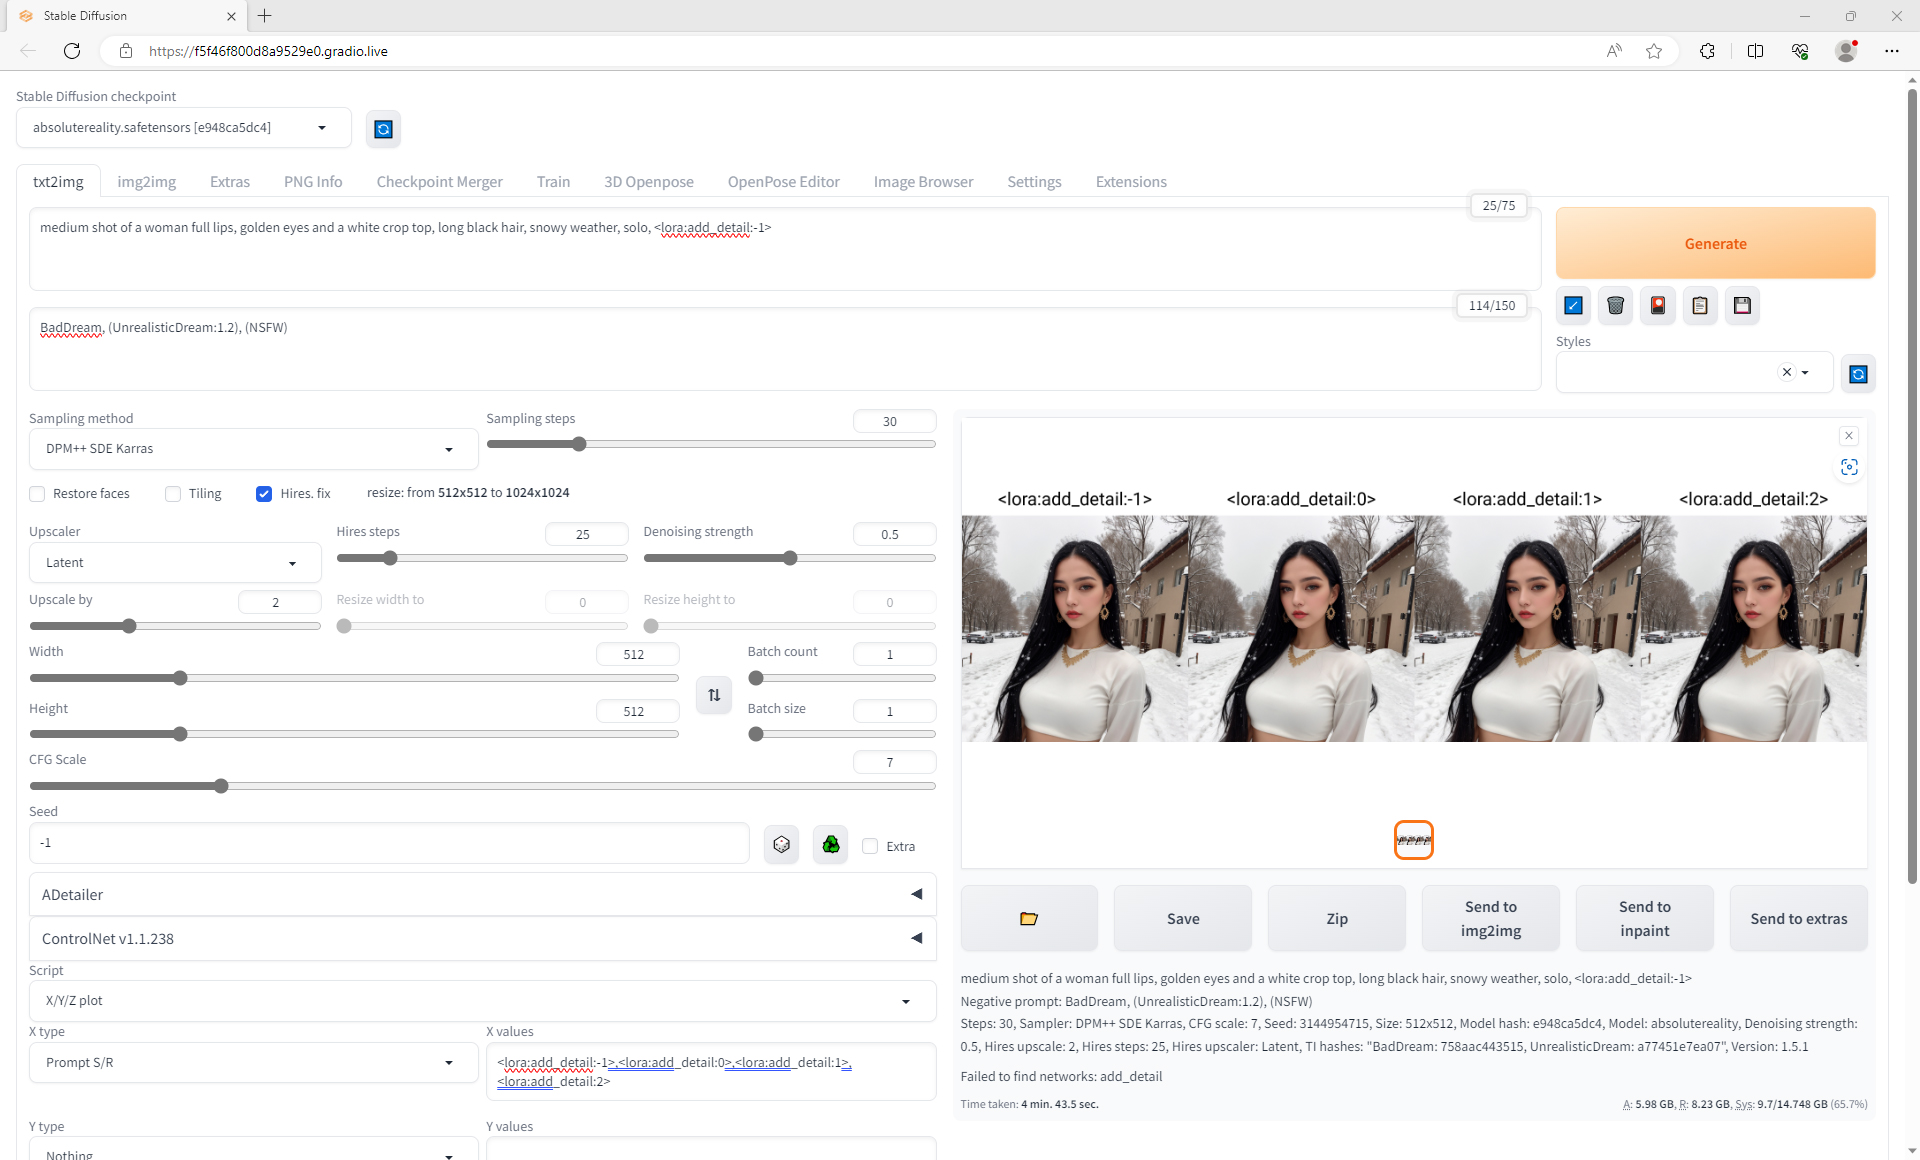 Stable Diffusion
https://f5f46f800d8a9529e0.gradio.live
Stable Diffusion checkpoint
absolutereality.safetensors [e948ca5dc4]
txt2img img2img Extras PNG Info Checkpoint Merger Train 3D Openpose OpenPose Editor Image Browser Settings Extensions
25/75
medium shot of a woman full lips, golden eyes and a white crop top, long black hair, snowy weather, solo, <lora:add_detail:-1>
Generate
114/150
BadDream, (UnrealisticDream:1.2), (NSFW)
Styles
Sampling method
DPM++ SDE Karras
Sampling steps
30
Restore faces
Tiling
Hires. fix
resize: from 512x512 to 1024x1024
Upscaler
Latent
Hires steps
25
Denoising strength
0.5
Upscale by
2
Resize width to
0
Resize height to
0
Width
512
Batch count
1
Height
512
Batch size
1
CFG Scale
7
Seed
-1
Extra
ADetailer
ControlNet v1.1.238
Script
X/Y/Z plot
X type
Prompt S/R
X values
<lora:add_detail:-1>,<lora:add_detail:0>,<lora:add_detail:1>,
<lora:add_detail:2>
Y type
Nothing
Y values
<lora:add_detail:-1> <lora:add_detail:0> <lora:add_detail:1> <lora:add_detail:2>
Save
Zip
Send to
img2img
Send to
inpaint
Send to extras
medium shot of a woman full lips, golden eyes and a white crop top, long black hair, snowy weather, solo, <lora:add_detail:-1>
Negative prompt: BadDream, (UnrealisticDream:1.2), (NSFW)
Steps: 30, Sampler: DPM++ SDE Karras, CFG scale: 7, Seed: 3144954715, Size: 512x512, Model hash: e948ca5dc4, Model: absolutereality, Denoising strength:
0.5, Hires upscale: 2, Hires steps: 25, Hires upscaler: Latent, TI hashes: "BadDream: 758aac443515, UnrealisticDream: a77451e7ea07", Version: 1.5.1
Failed to find networks: add_detail
Time taken: 4 min. 43.5 sec.
A: 5.98 GB, R: 8.23 GB, Sys: 9.7/14.748 GB (65.7%)